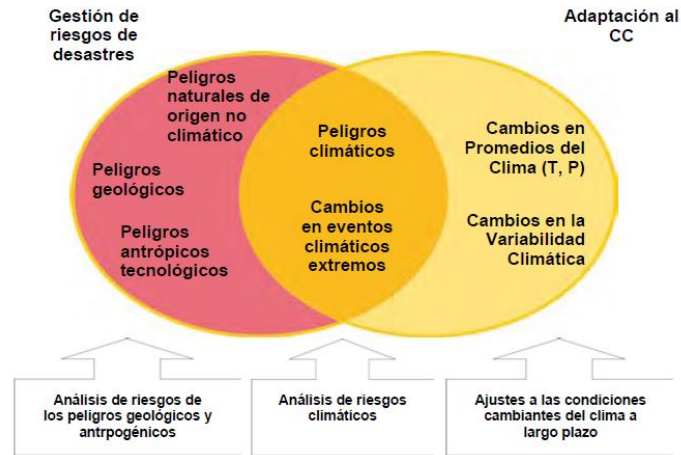 Gestión de
riesgos de
desastres
Adaptación al
CC
Peligros
naturales de
origen no
climático
Peligros
geológicos
Peligros
antrópicos
tecnológicos
Peligros
climáticos
Cambios
en eventos
climáticos
extremos
Cambios en
Promedios del
Clima (T, P)
Cambios en la
Variabilidad
Climática
Análisis de riesgos de
los peligros geológicos y
antrpogénicos
Análisis de riesgos
climáticos
Ajustes a las condiciones
cambiantes del clima a
largo plazo